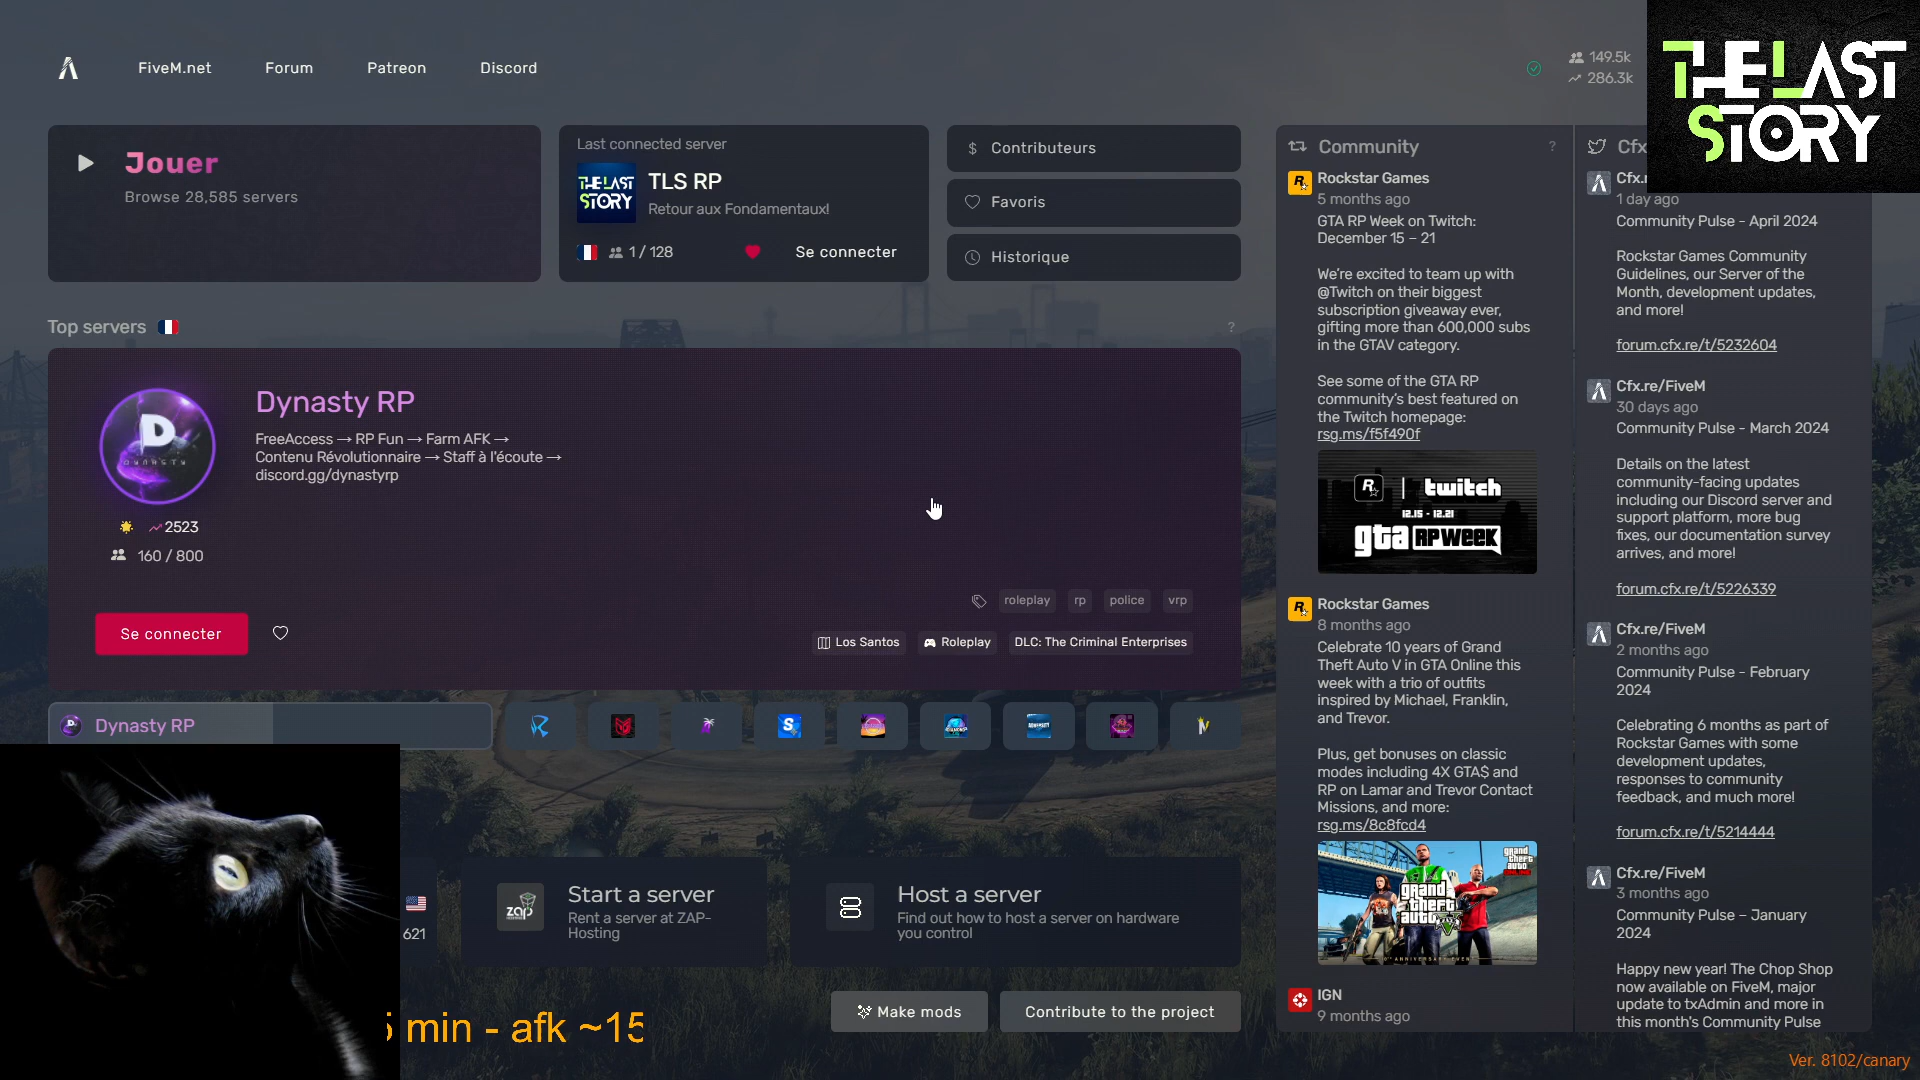 FiveM.net
Forum
Patreon
Discord
149.5k
286.3k
THE LAST
STORY
Jouer
Browse 28,585 servers
Last connected server
THE LAST
STORY
TLS RP
Retour aux Fondamentaux!
1 / 128
Se connecter
$ Contributeurs
Favoris
Historique
Top servers
?
Dynasty RP
D
DYNASTY
FreeAccess → RP Fun → Farm AFK →
Contenu Révolutionnaire → Staff à l'écoute →
discord.gg/dynastyrp
2523
160 / 800
roleplay
rp
police
vrp
Se connecter
Los Santos
Roleplay
DLC: The Criminal Enterprises
Dynasty RP
621
zap
Start a server
Rent a server at ZAP-
Hosting
Host a server
Find out how to host a server on hardware
you control
min - afk ~15
Make mods
Contribute to the project
Community
?
Rockstar Games
5 months ago
GTA RP Week on Twitch:
December 15 – 21
We're excited to team up with
@Twitch on their biggest
subscription giveaway ever,
gifting more than 600,000 subs
in the GTAV category.
See some of the GTA RP
community's best featured on
the Twitch homepage:
rsg.ms/f5f490f
R | twitch
12.15 - 12.21
gta RP WEEK
Rockstar Games
8 months ago
Celebrate 10 years of Grand
Theft Auto V in GTA Online this
week with a trio of outfits
inspired by Michael, Franklin,
and Trevor.
Plus, get bonuses on classic
modes including 4X GTA$ and
RP on Lamar and Trevor Contact
Missions, and more:
rsg.ms/8c8fcd4
grand
theft
auto
V
IGN
9 months ago
Cfx
Cfx.r
1 day ago
Community Pulse - April 2024
Rockstar Games Community
Guidelines, our Server of the
Month, development updates,
and more!
forum.cfx.re/t/5232604
Cfx.re/FiveM
30 days ago
Community Pulse - March 2024
Details on the latest
community-facing updates
including our Discord server and
support platform, more bug
fixes, our documentation survey
arrives, and more!
forum.cfx.re/t/5226339
Cfx.re/FiveM
2 months ago
Community Pulse - February
2024
Celebrating 6 months as part of
Rockstar Games with some
development updates,
responses to community
feedback, and much more!
forum.cfx.re/t/5214444
Cfx.re/FiveM
3 months ago
Community Pulse – January
2024
Happy new year! The Chop Shop
now available on FiveM, major
update to txAdmin and more in
this month's Community Pulse
Ver. 8102/canary